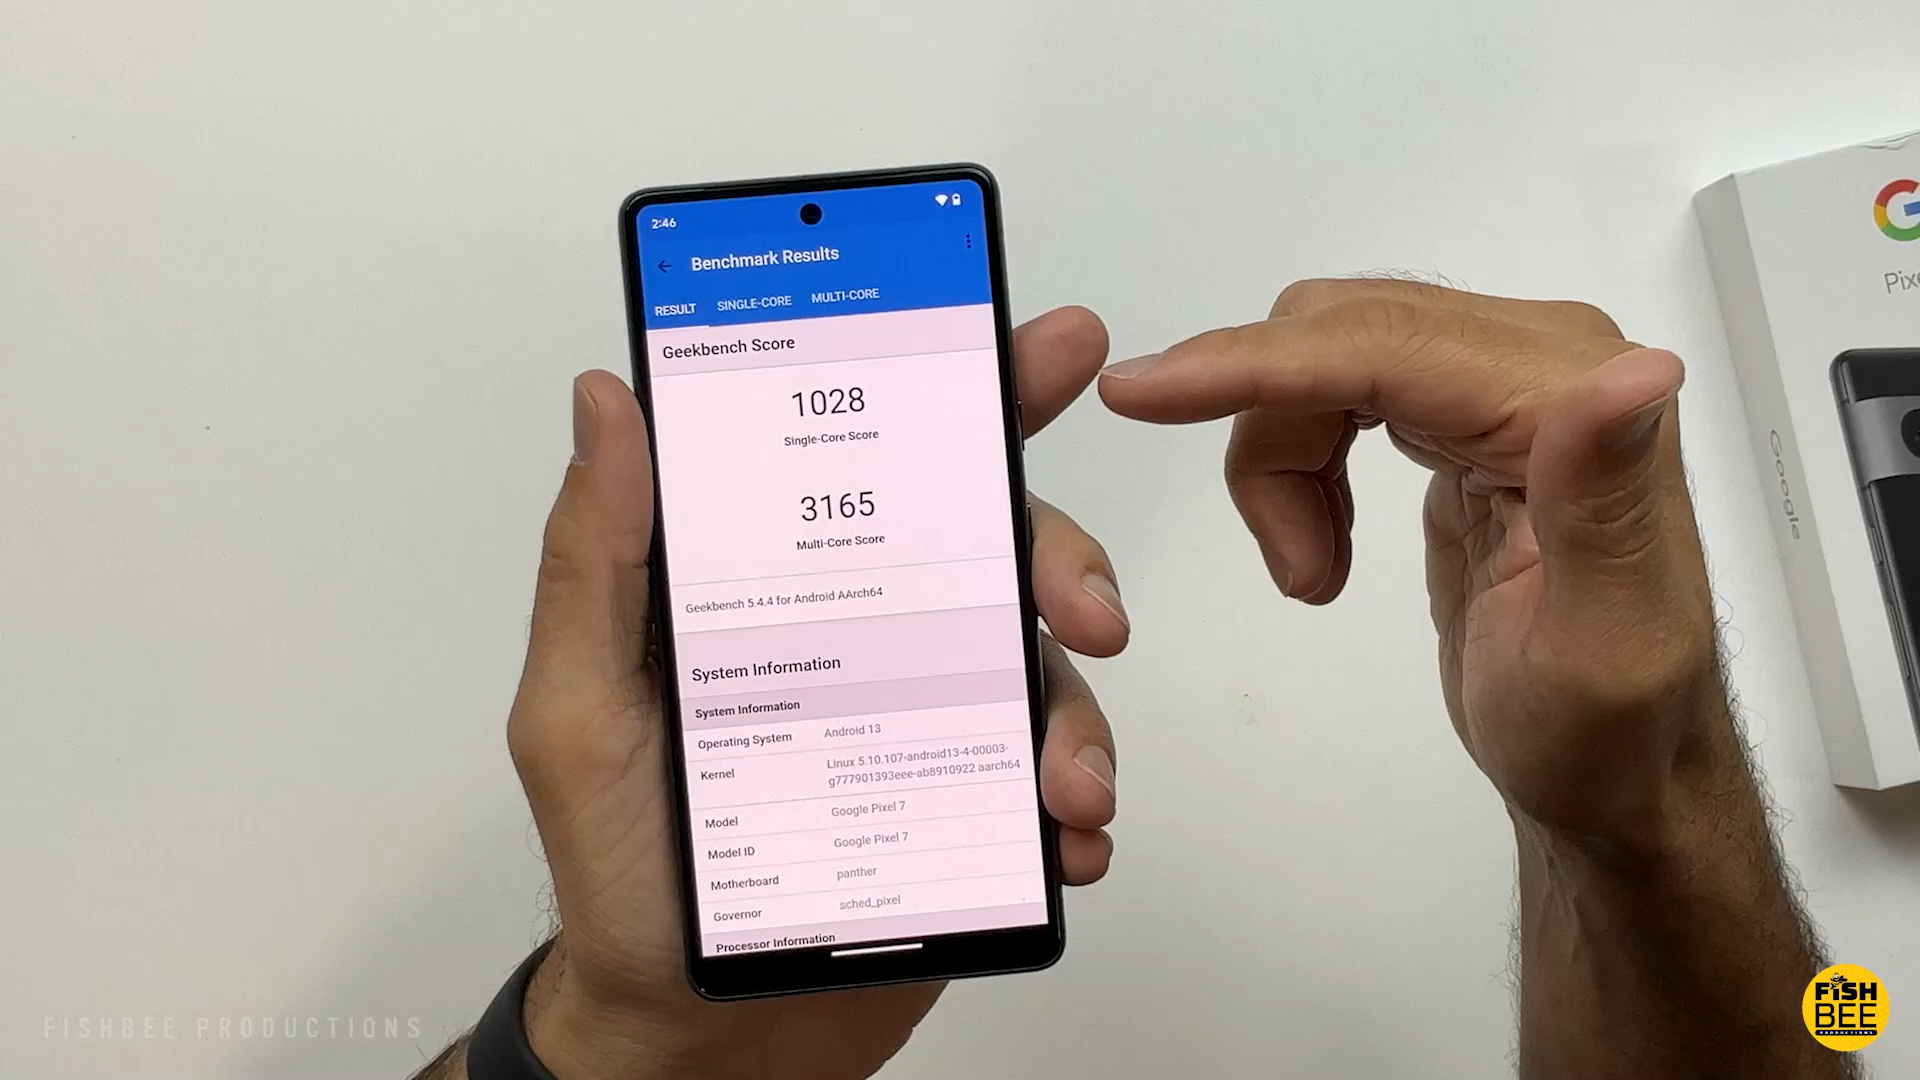 2:46
Benchmark Results
RESULT SINGLE-CORE MULTI-CORE
Geekbench Score
1028
Single-Core Score
3165
Multi-Core Score
Geekbench 5.4.4 for Android AArch64
System Information
System Information
Operating System Android 13
Kernel Linux 5.10.107-android13-4-00003-
g777901393eee-ab8910922 aarch64
Model Google Pixel 7
Model ID Google Pixel 7
Motherboard panther
Governor sched_pixel
Processor Information
G
Google
FISHBEE PRODUCTIONS
FISH
BEE
PRODUCTIONS